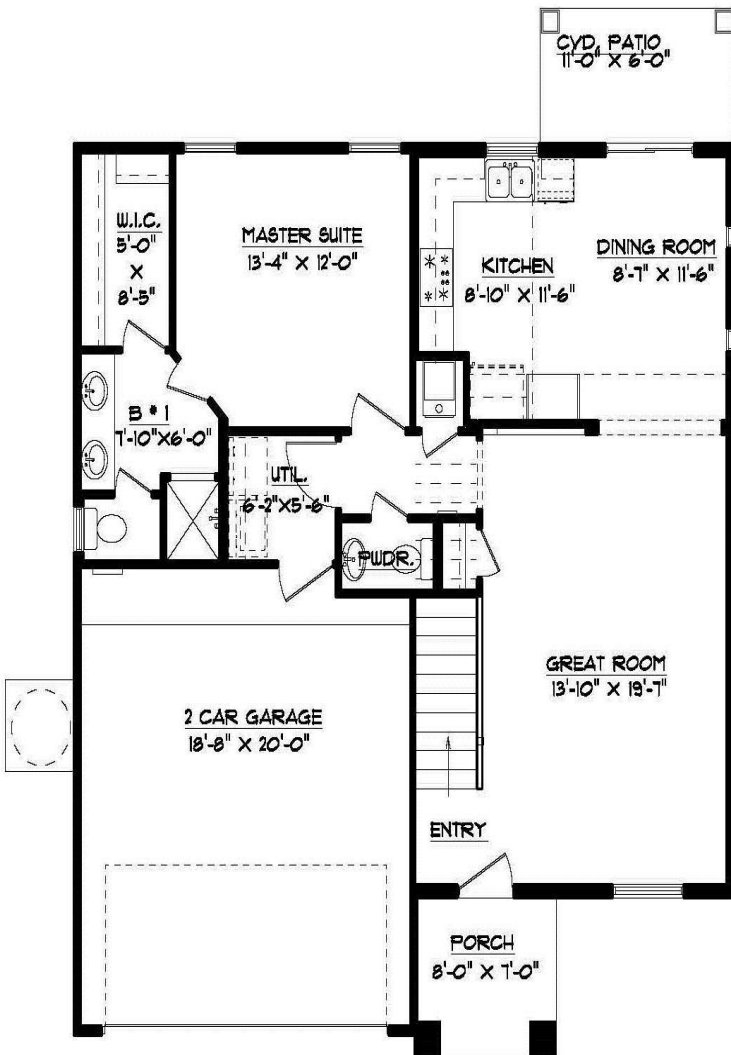 CVD. PATIO
11'-0" X 6'-0"
W.I.C.
5'-0"
X
8'-5"
MASTER SUITE
13'-4" X 12'-0"
KITCHEN
8'-10" X 11'-6"
DINING ROOM
8'-7" X 11'-6"
B # 1
7'-10"X6'-0"
UTIL.
6'-2"X5'-6"
PWDR.
GREAT ROOM
13'-10" X 19'-7"
2 CAR GARAGE
18'-8" X 20'-0"
ENTRY
PORCH
8'-0" X 7'-0"